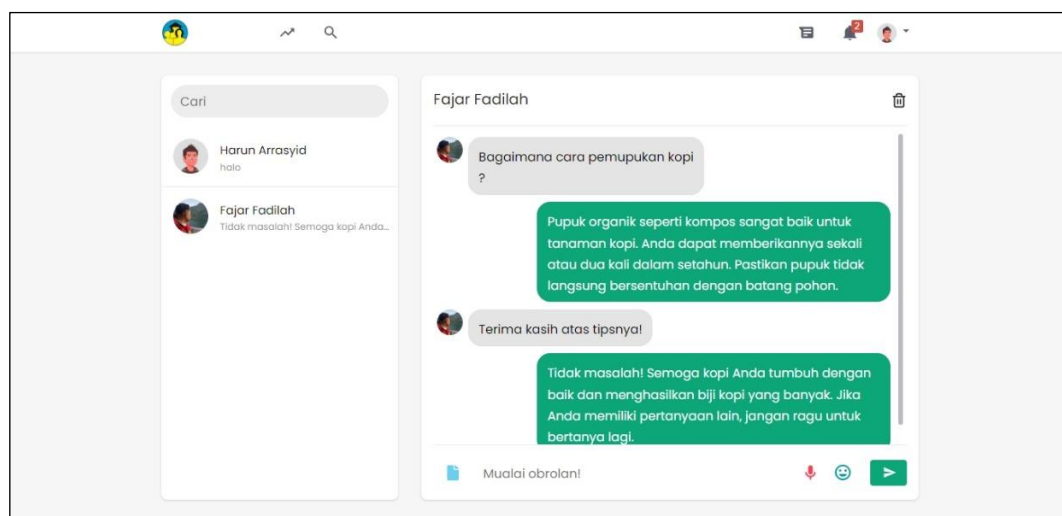 2
Cari
Harun Arrasyid
halo
Fajar Fadilah
Tidak masalah! Semoga kopi Anda...
Fajar Fadilah
Bagaimana cara pemupukan kopi
?
Pupuk organik seperti kompos sangat baik untuk
tanaman kopi. Anda dapat memberikannya sekali
atau dua kali dalam setahun. Pastikan pupuk tidak
langsung bersentuhan dengan batang pohon.
Terima kasih atas tipsnya!
Tidak masalah! Semoga kopi Anda tumbuh dengan
baik dan menghasilkan biji kopi yang banyak. Jika
Anda memiliki pertanyaan lain, jangan ragu untuk
bertanya lagi.
Mualai obrolan!